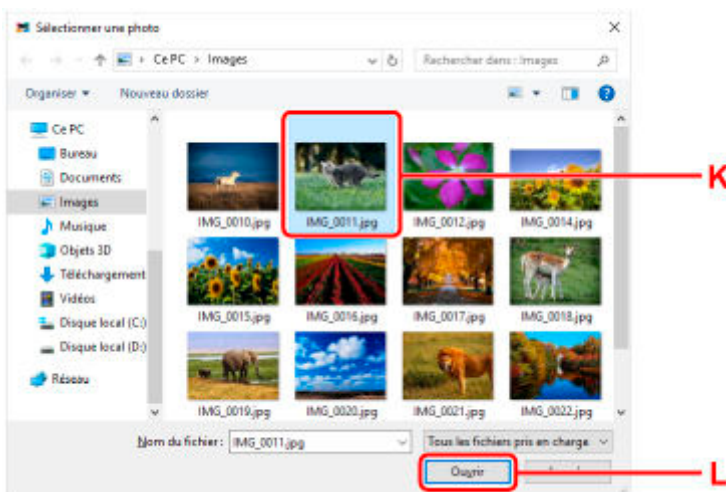 Sélectionner une photo
Ce PC > Images
Rechercher dans : Images
Organiser
Nouveau dossier
Ce PC
Bureau
Documents
Images
Musique
Objets 3D
Téléchargement
Vidéos
Disque local (C:)
Disque local (D:)
Réseau
IMG_0010.jpg
IMG_0011.jpg
IMG_0012.jpg
IMG_0014.jpg
K
IMG_0015.jpg
IMG_0016.jpg
IMG_0017.jpg
IMG_0018.jpg
IMG_0019.jpg
IMG_0020.jpg
IMG_0021.jpg
IMG_0022.jpg
Nom du fichier : IMG_0011.jpg
Tous les fichiers pris en charge
Ouvrir
L